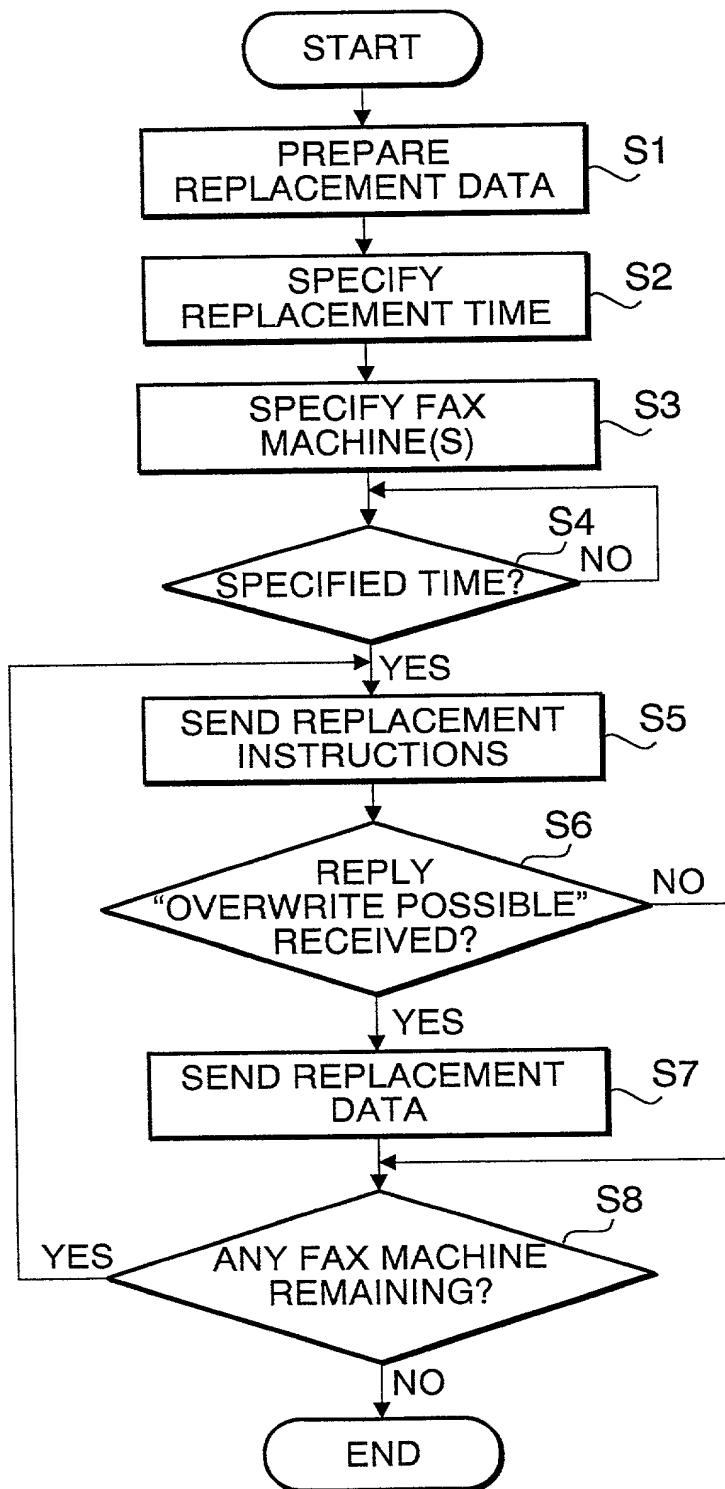 START
PREPARE
REPLACEMENT DATA
S1
SPECIFY
REPLACEMENT TIME
S2
SPECIFY FAX
MACHINE(S)
S3
S4
SPECIFIED TIME?
NO
YES
SEND REPLACEMENT
INSTRUCTIONS
S5
S6
REPLY
“OVERWRITE POSSIBLE”
RECEIVED?
NO
YES
SEND REPLACEMENT
DATA
S7
S8
YES
ANY FAX MACHINE
REMAINING?
NO
END